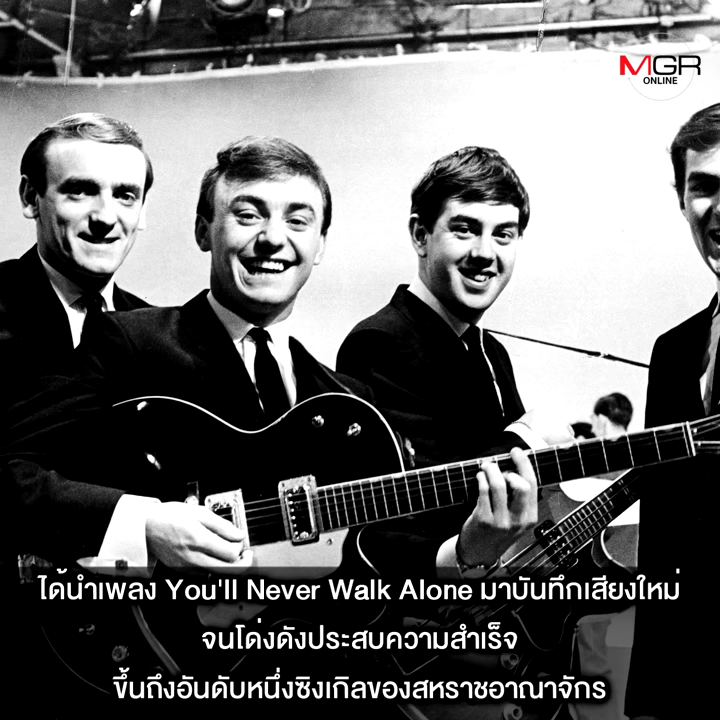 MGR
ONLINE
ได้นำเพลง You'll Never Walk Alone มาบันทึกเสียงใหม่
จนโด่งดังประสบความสำเร็จ
ขึ้นถึงอันดับหนึ่งซิงเกิลของสหราชอาณาจักร